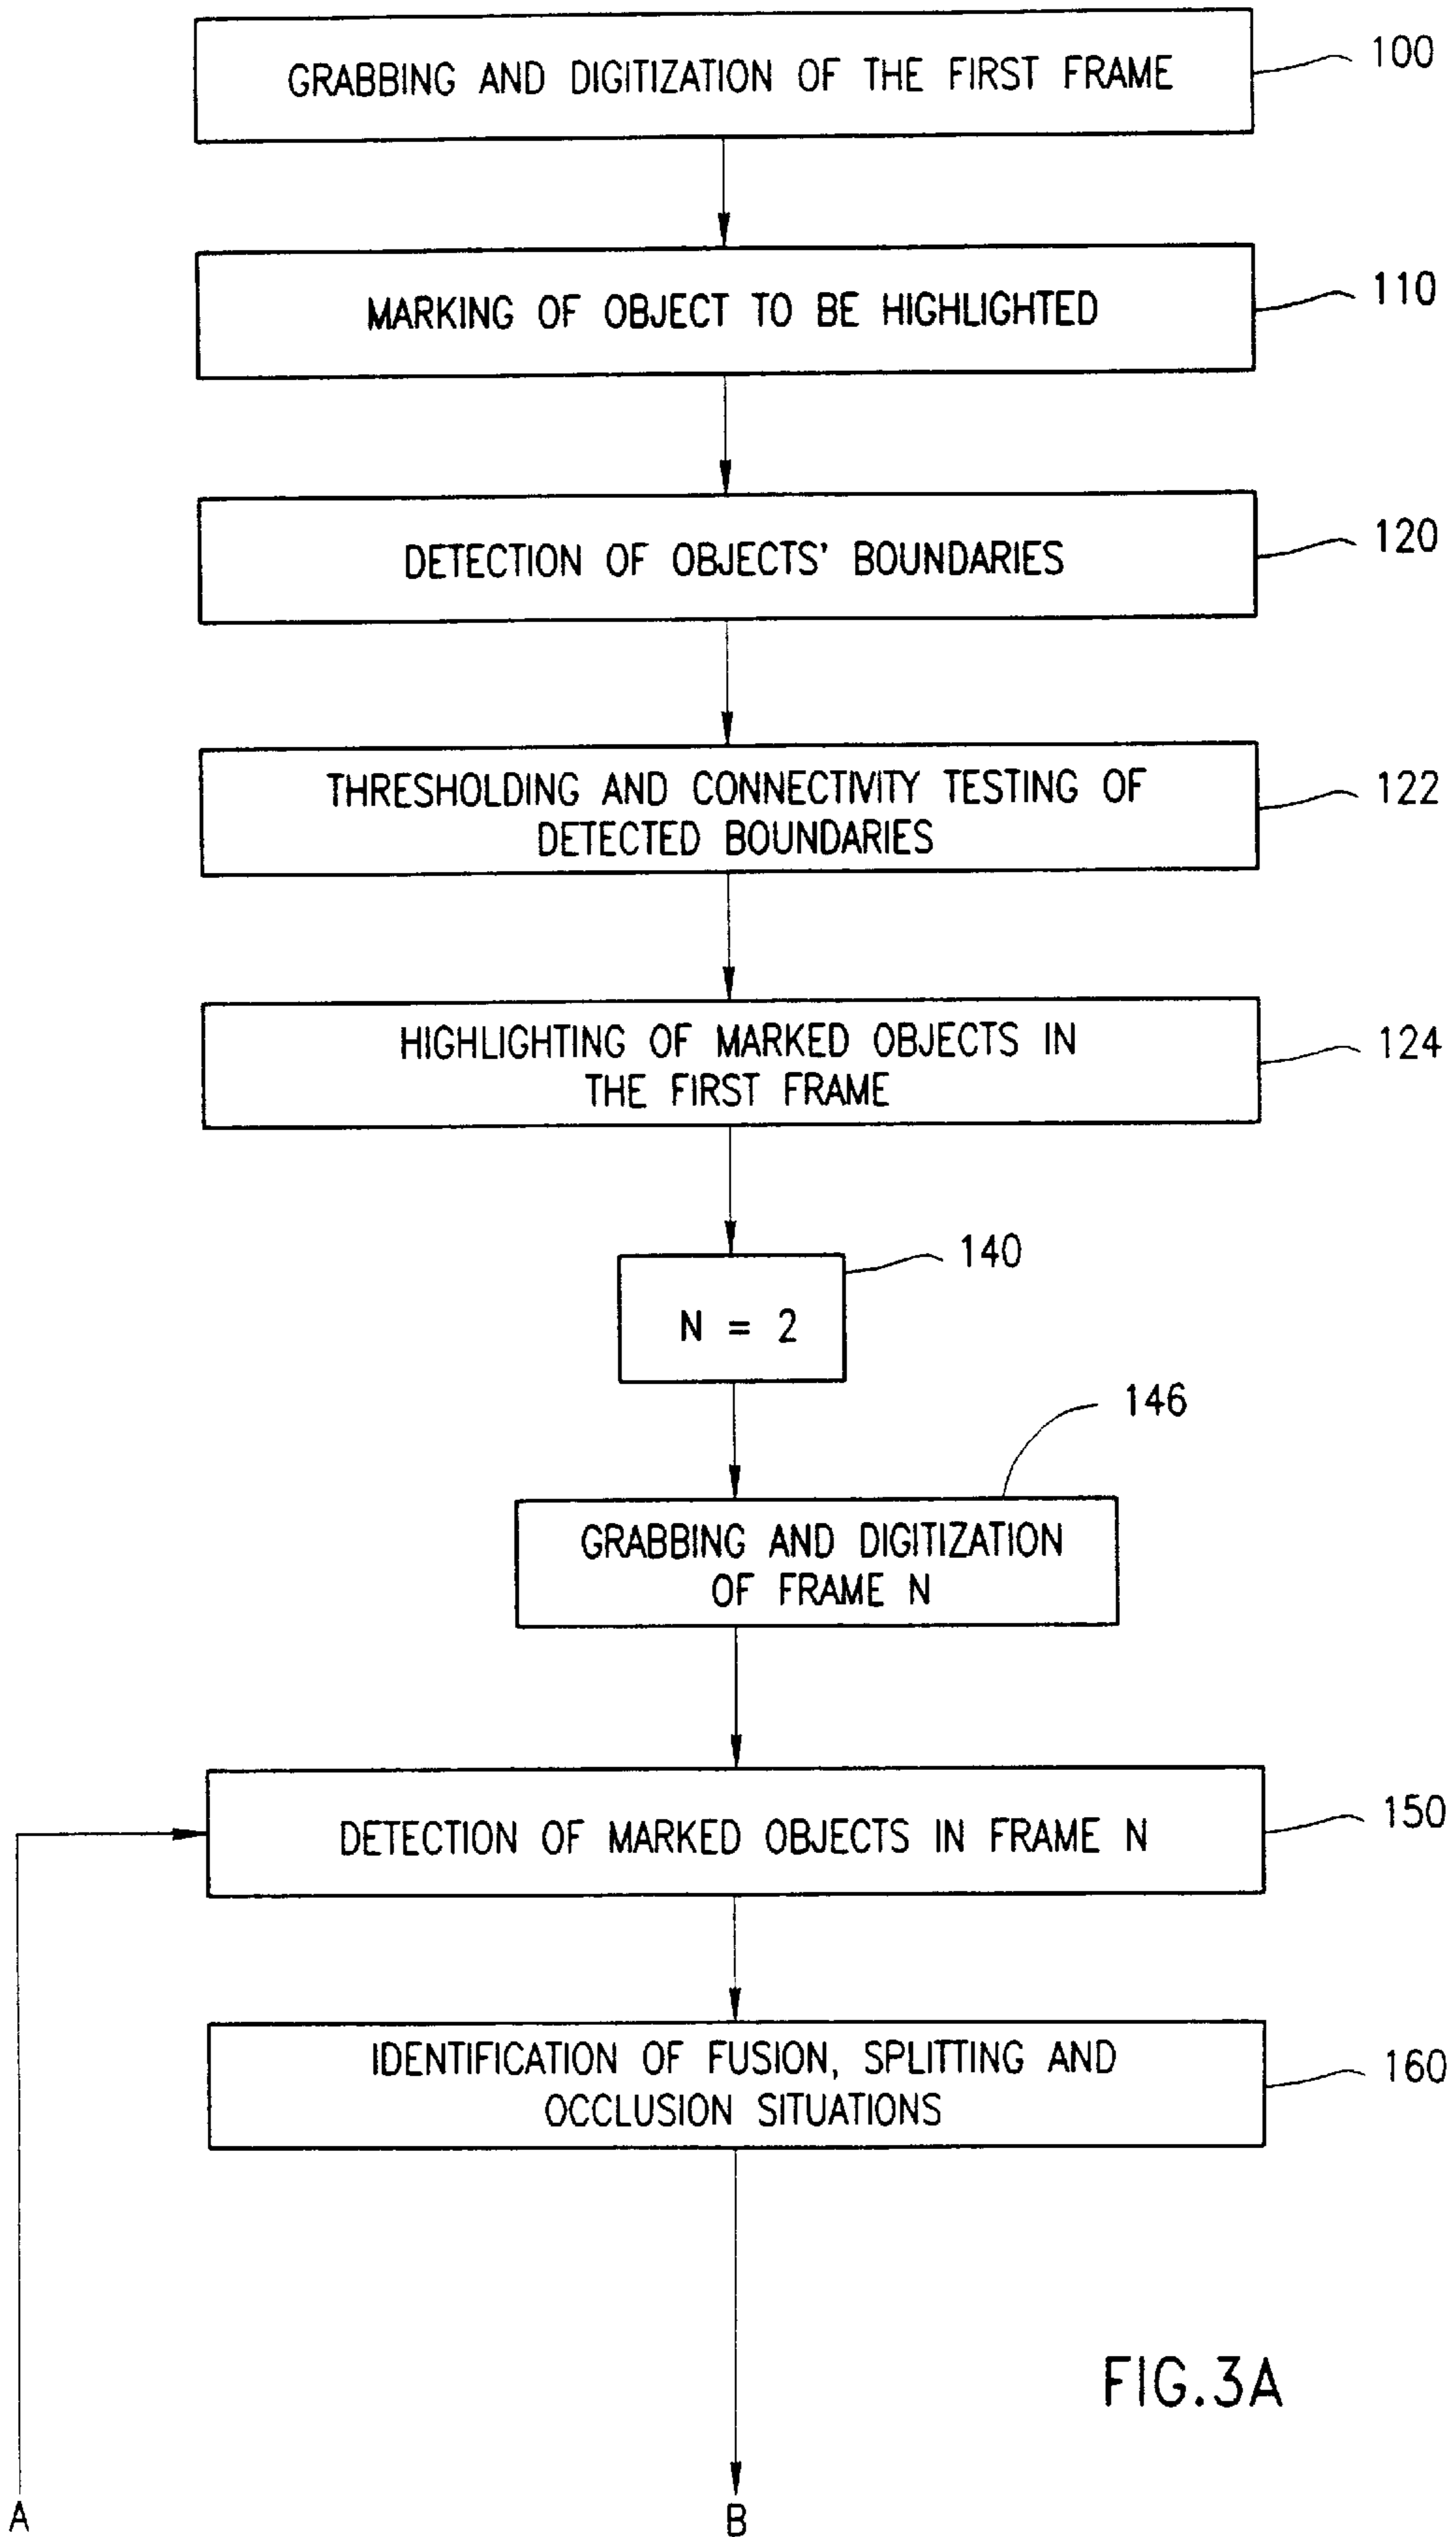 GRABBING AND DIGITIZATION OF THE FIRST FRAME
100
MARKING OF OBJECT TO BE HIGHLIGHTED
110
DETECTION OF OBJECTS' BOUNDARIES
120
THRESHOLDING AND CONNECTIVITY TESTING OF
DETECTED BOUNDARIES
122
HIGHLIGHTING OF MARKED OBJECTS IN
THE FIRST FRAME
124
140
N = 2
146
GRABBING AND DIGITIZATION
OF FRAME N
DETECTION OF MARKED OBJECTS IN FRAME N
150
IDENTIFICATION OF FUSION, SPLITTING AND
OCCLUSION SITUATIONS
160
FIG.3A
A
B